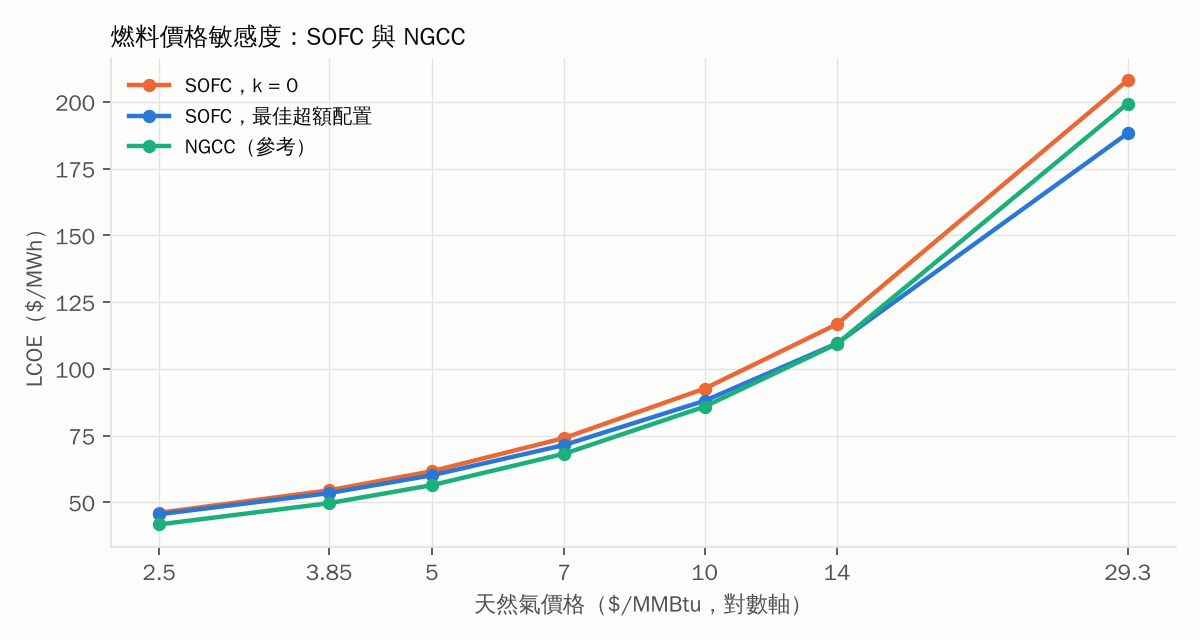 燃料價格敏感度：SOFC 與 NGCC
SOFC，k = 0
SOFC，最佳超額配置
NGCC（參考）
LCOE（$/MWh）
200
175
150
125
100
75
50
2.5
3.85
5
7
10
14
29.3
天然氣價格（$/MMBtu，對數軸）